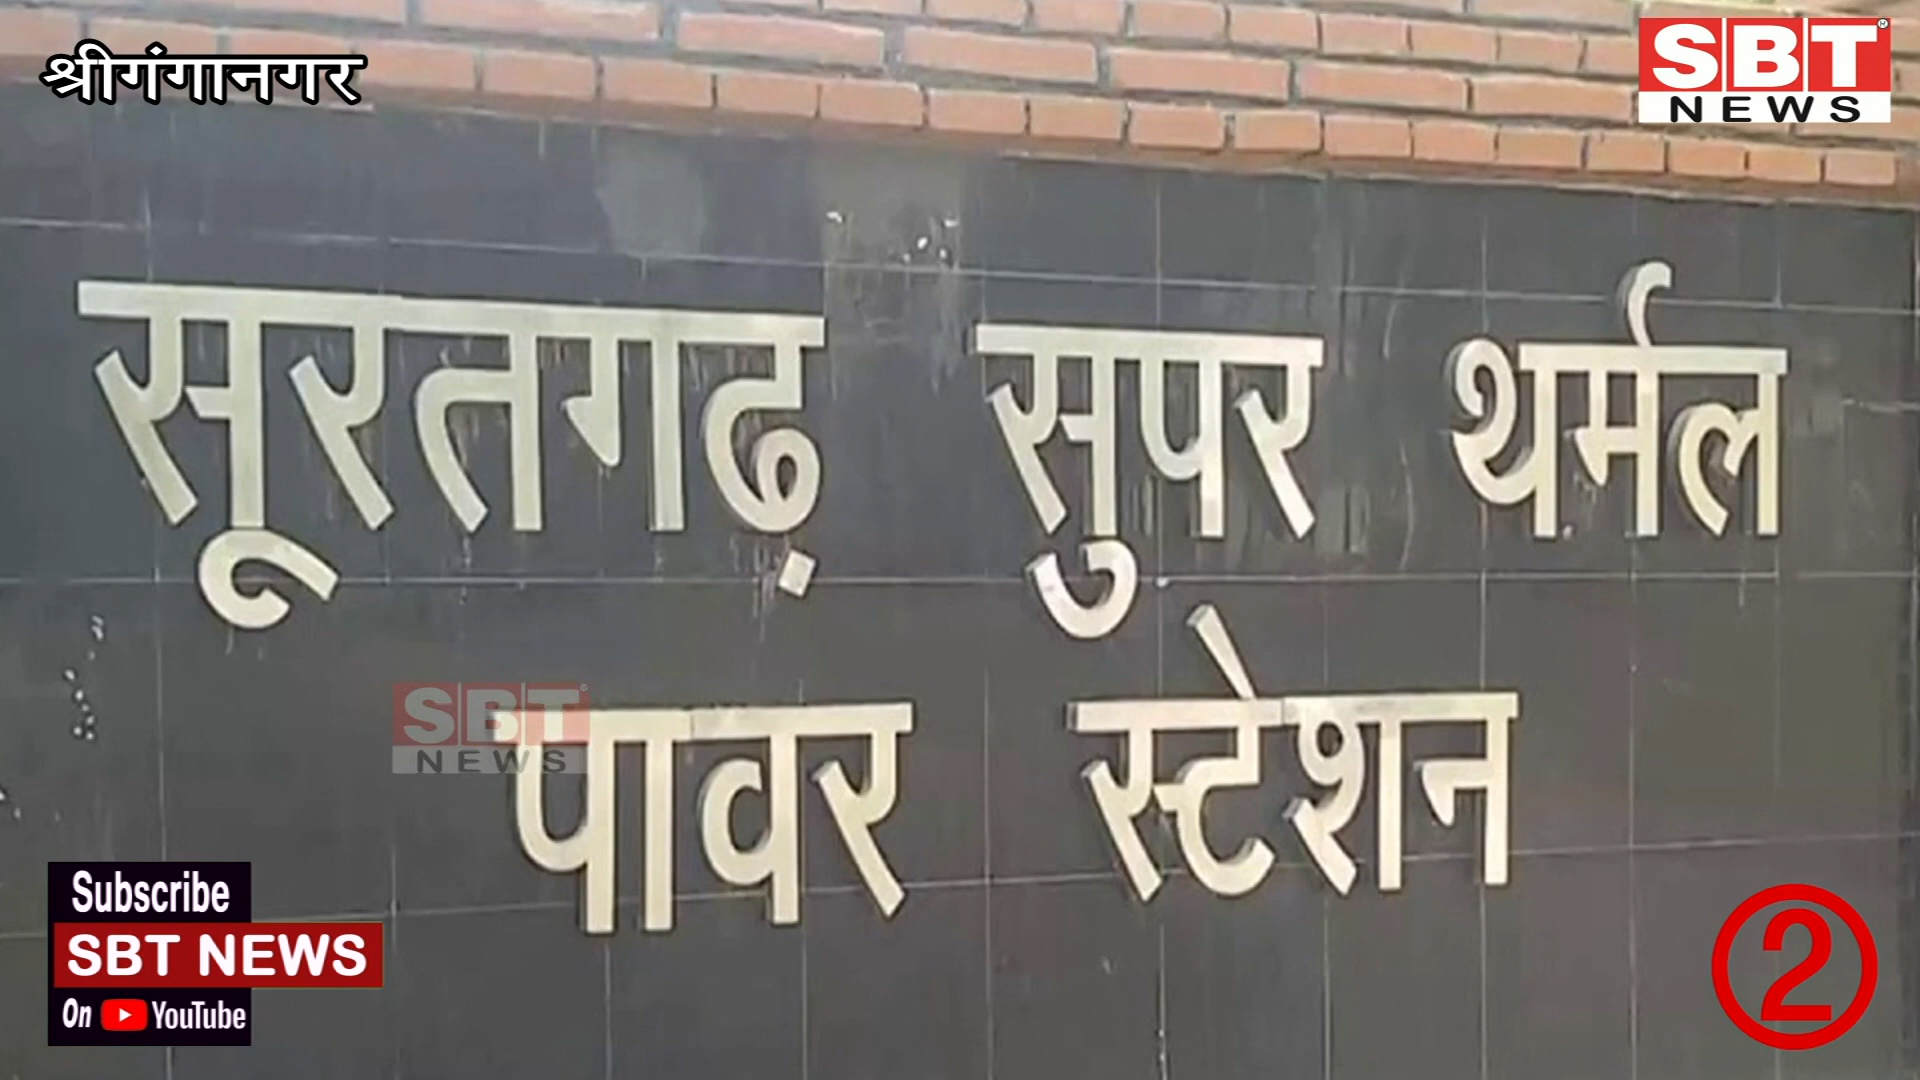 श्रीगंगानगर
SBT
NEWS
सूरतगढ़ सुपर थर्मल
पावर स्टेशन
SBT
NEWS
Subscribe
SBT NEWS
On YouTube
2